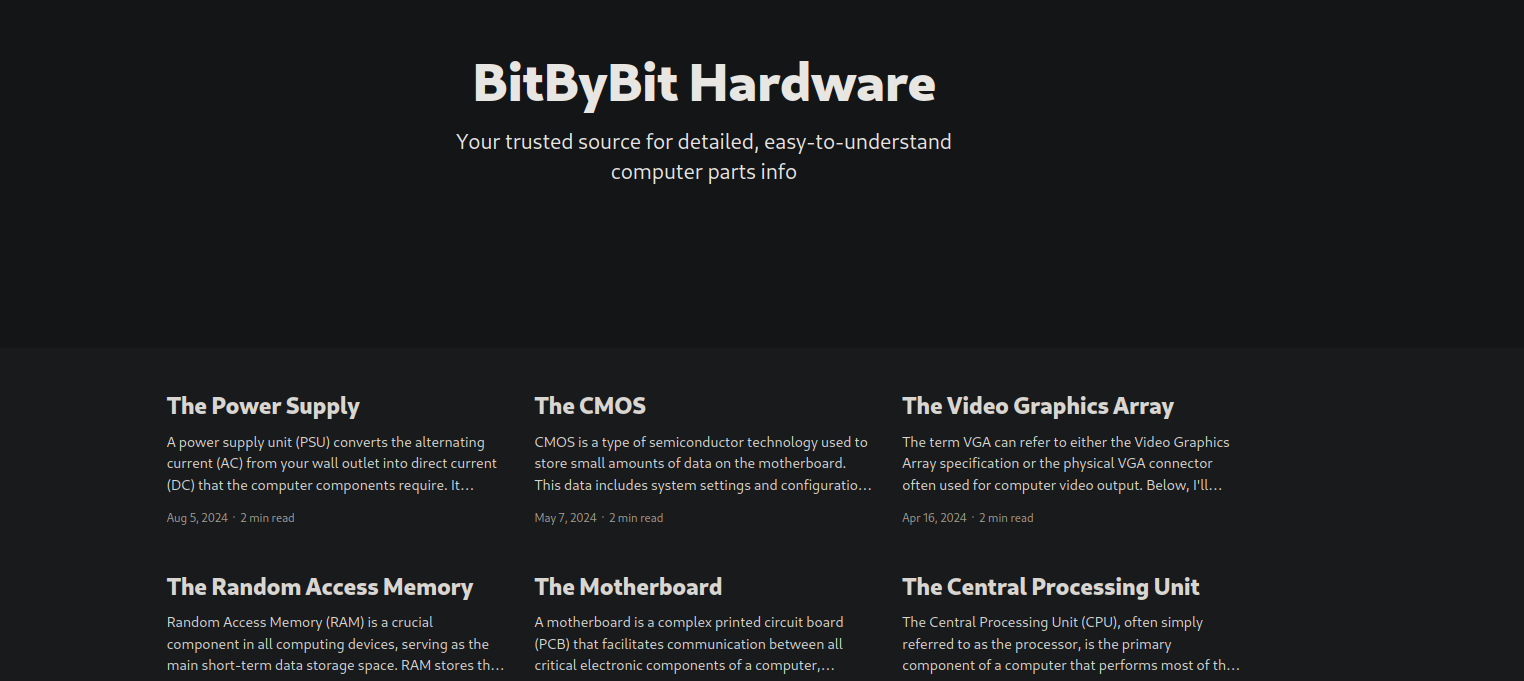 BitByBit Hardware
Your trusted source for detailed, easy-to-understand
computer parts info
The Power Supply
A power supply unit (PSU) converts the alternating
current (AC) from your wall outlet into direct current
(DC) that the computer components require. It…
Aug 5, 2024 · 2 min read
The CMOS
CMOS is a type of semiconductor technology used to
store small amounts of data on the motherboard.
This data includes system settings and configuratio…
May 7, 2024 · 2 min read
The Video Graphics Array
The term VGA can refer to either the Video Graphics
Array specification or the physical VGA connector
often used for computer video output. Below, I'll…
Apr 16, 2024 · 2 min read
The Random Access Memory
Random Access Memory (RAM) is a crucial
component in all computing devices, serving as the
main short-term data storage space. RAM stores th…
The Motherboard
A motherboard is a complex printed circuit board
(PCB) that facilitates communication between all
critical electronic components of a computer,…
The Central Processing Unit
The Central Processing Unit (CPU), often simply
referred to as the processor, is the primary
component of a computer that performs most of th…